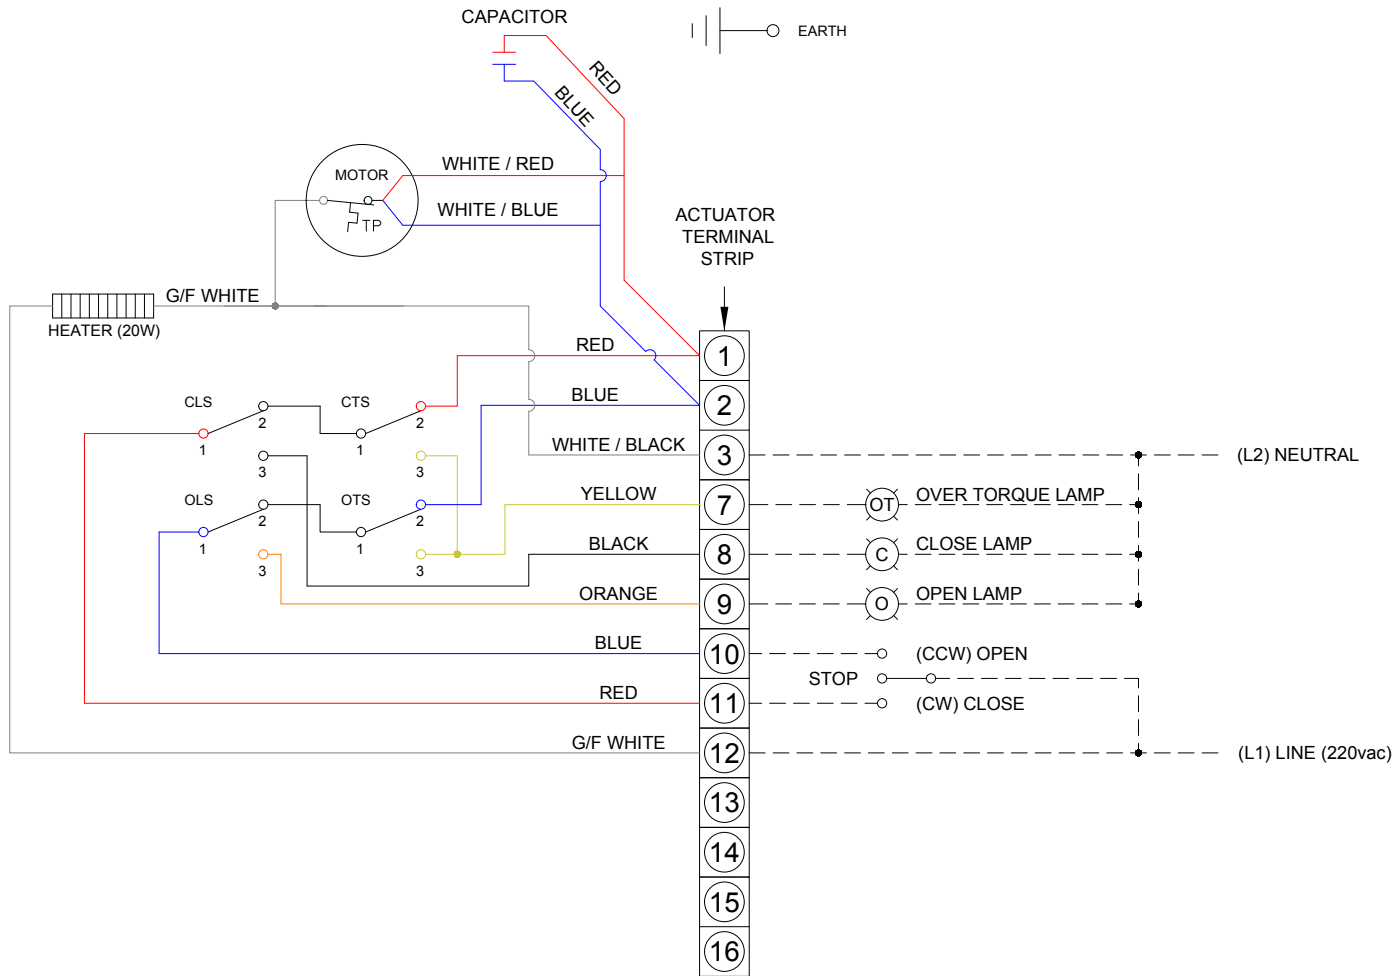 CAPACITOR
EARTH
RED
BLUE
WHITE / RED
MOTOR
WHITE / BLUE
TP
ACTUATOR
TERMINAL
STRIP
G/F WHITE
HEATER (20W)
RED
1
CLS
2
CTS
2
BLUE
2
1
1
WHITE / BLACK
3
(L2) NEUTRAL
3
3
YELLOW
7
OT
OVER TORQUE LAMP
OLS
2
OTS
2
1
1
BLACK
8
C
CLOSE LAMP
3
3
ORANGE
9
O
OPEN LAMP
BLUE
10
(CCW) OPEN
STOP
RED
11
(CW) CLOSE
G/F WHITE
12
(L1) LINE (220vac)
13
14
15
16